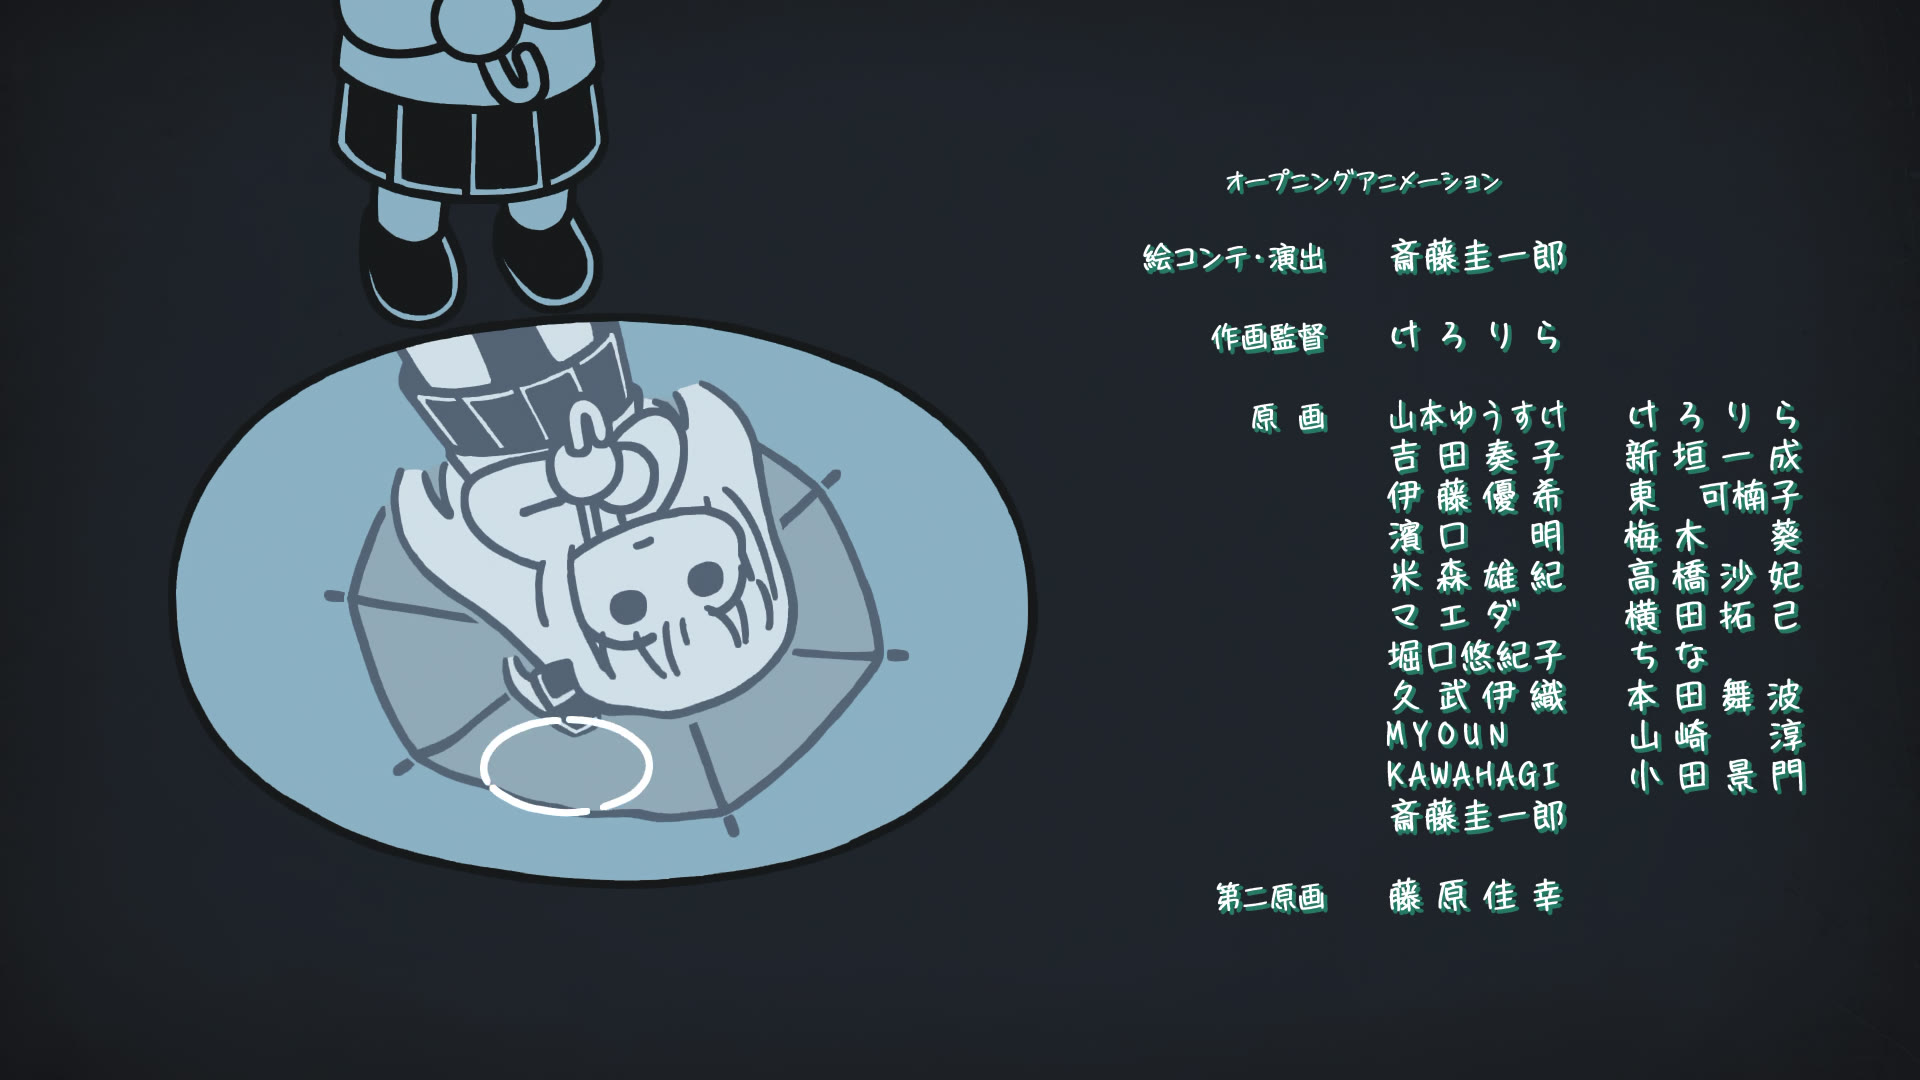 オープニングアニメーション
絵コンテ・演出 斎藤圭一郎
作画監督 けろりら
原画 山本ゆうすけ けろりら
吉田奏子 新垣一成
伊藤優希 東 可楠子
濱口 明 梅木 葵
米森雄紀 高橋沙妃
マエダ 横田拓己
堀口悠紀子 ちな
久武伊織 本田舞波
MYOUN 山崎 淳
KAWAHAGI 小田景門
斎藤圭一郎
第二原画 藤原佳幸